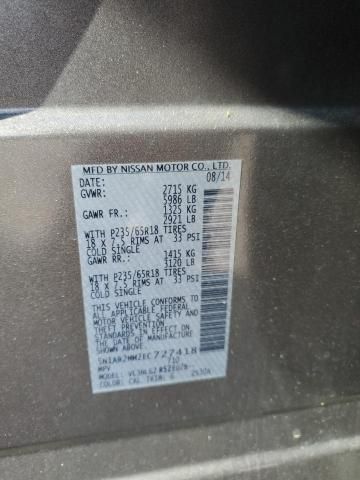 MFD BY NISSAN MOTOR CO., LTD.
DATE: 08/14
GVWR: 2715 KG
5986 LB
GAWR FR.: 1325 KG
2921 LB
WITH P235/65R18 TIRES
18 X 7.5 RIMS AT 33 PSI
COLD SINGLE
GAWR RR.: 1415 KG
3120 LB
WITH P235/65R18 TIRES
18 X 7.5 RIMS AT 33 PSI
COLD SINGLE
THIS VEHICLE CONFORMS
TO ALL APPLICABLE FEDERAL
MOTOR VEHICLE SAFETY
STANDARDS IN EFFECT ON
THE DATE OF MANUFACTURE
SHOWN ABOVE.
5N1AR2MM2EC727418
MPV
COLOR: CAL TRIM: G